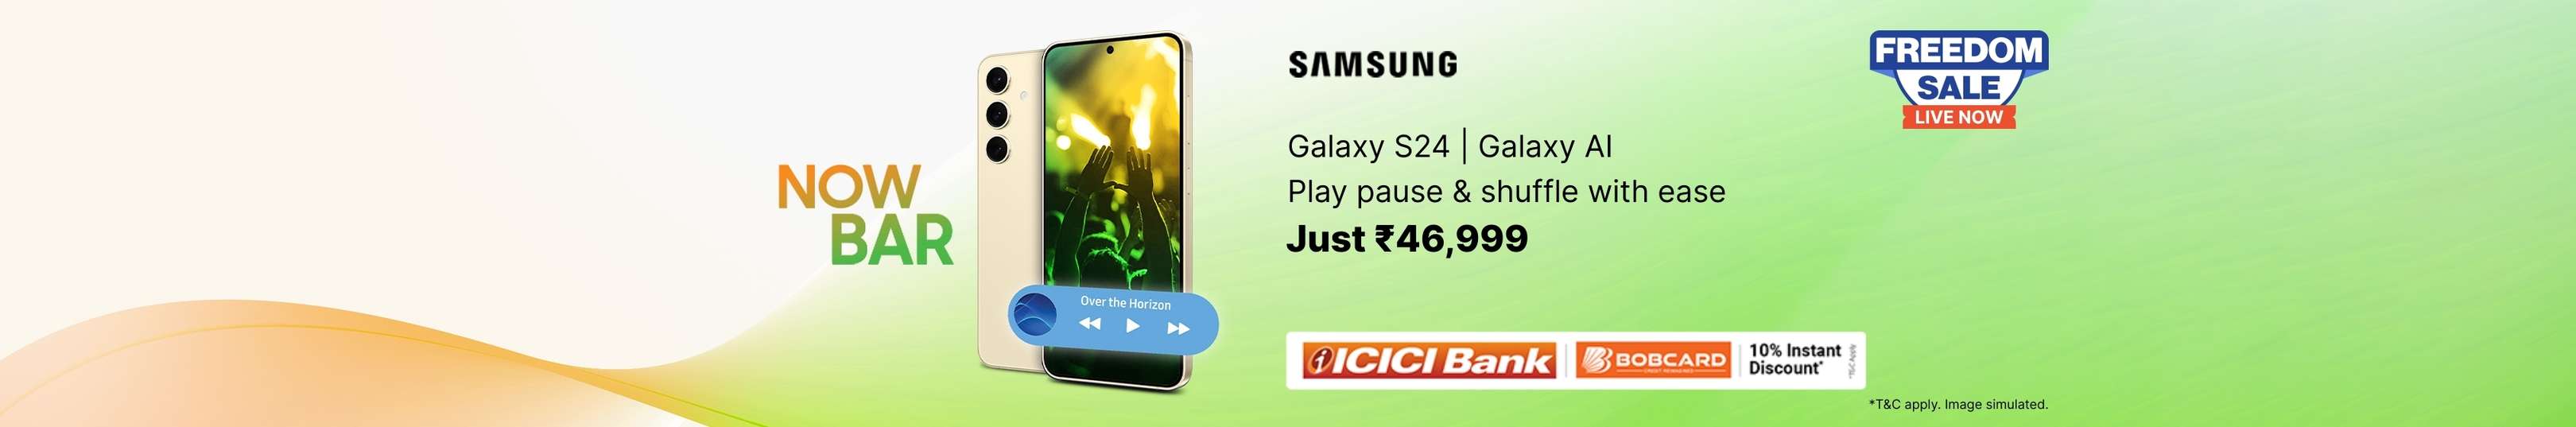 NOW
BAR
Over the Horizon
SAMSUNG
Galaxy S24 | Galaxy AI
Play pause & shuffle with ease
Just ₹46,999
ICICI Bank
BOBCARD
10% Instant
Discount*
*T&C Apply
FREEDOM
SALE
LIVE NOW
*T&C apply. Image simulated.